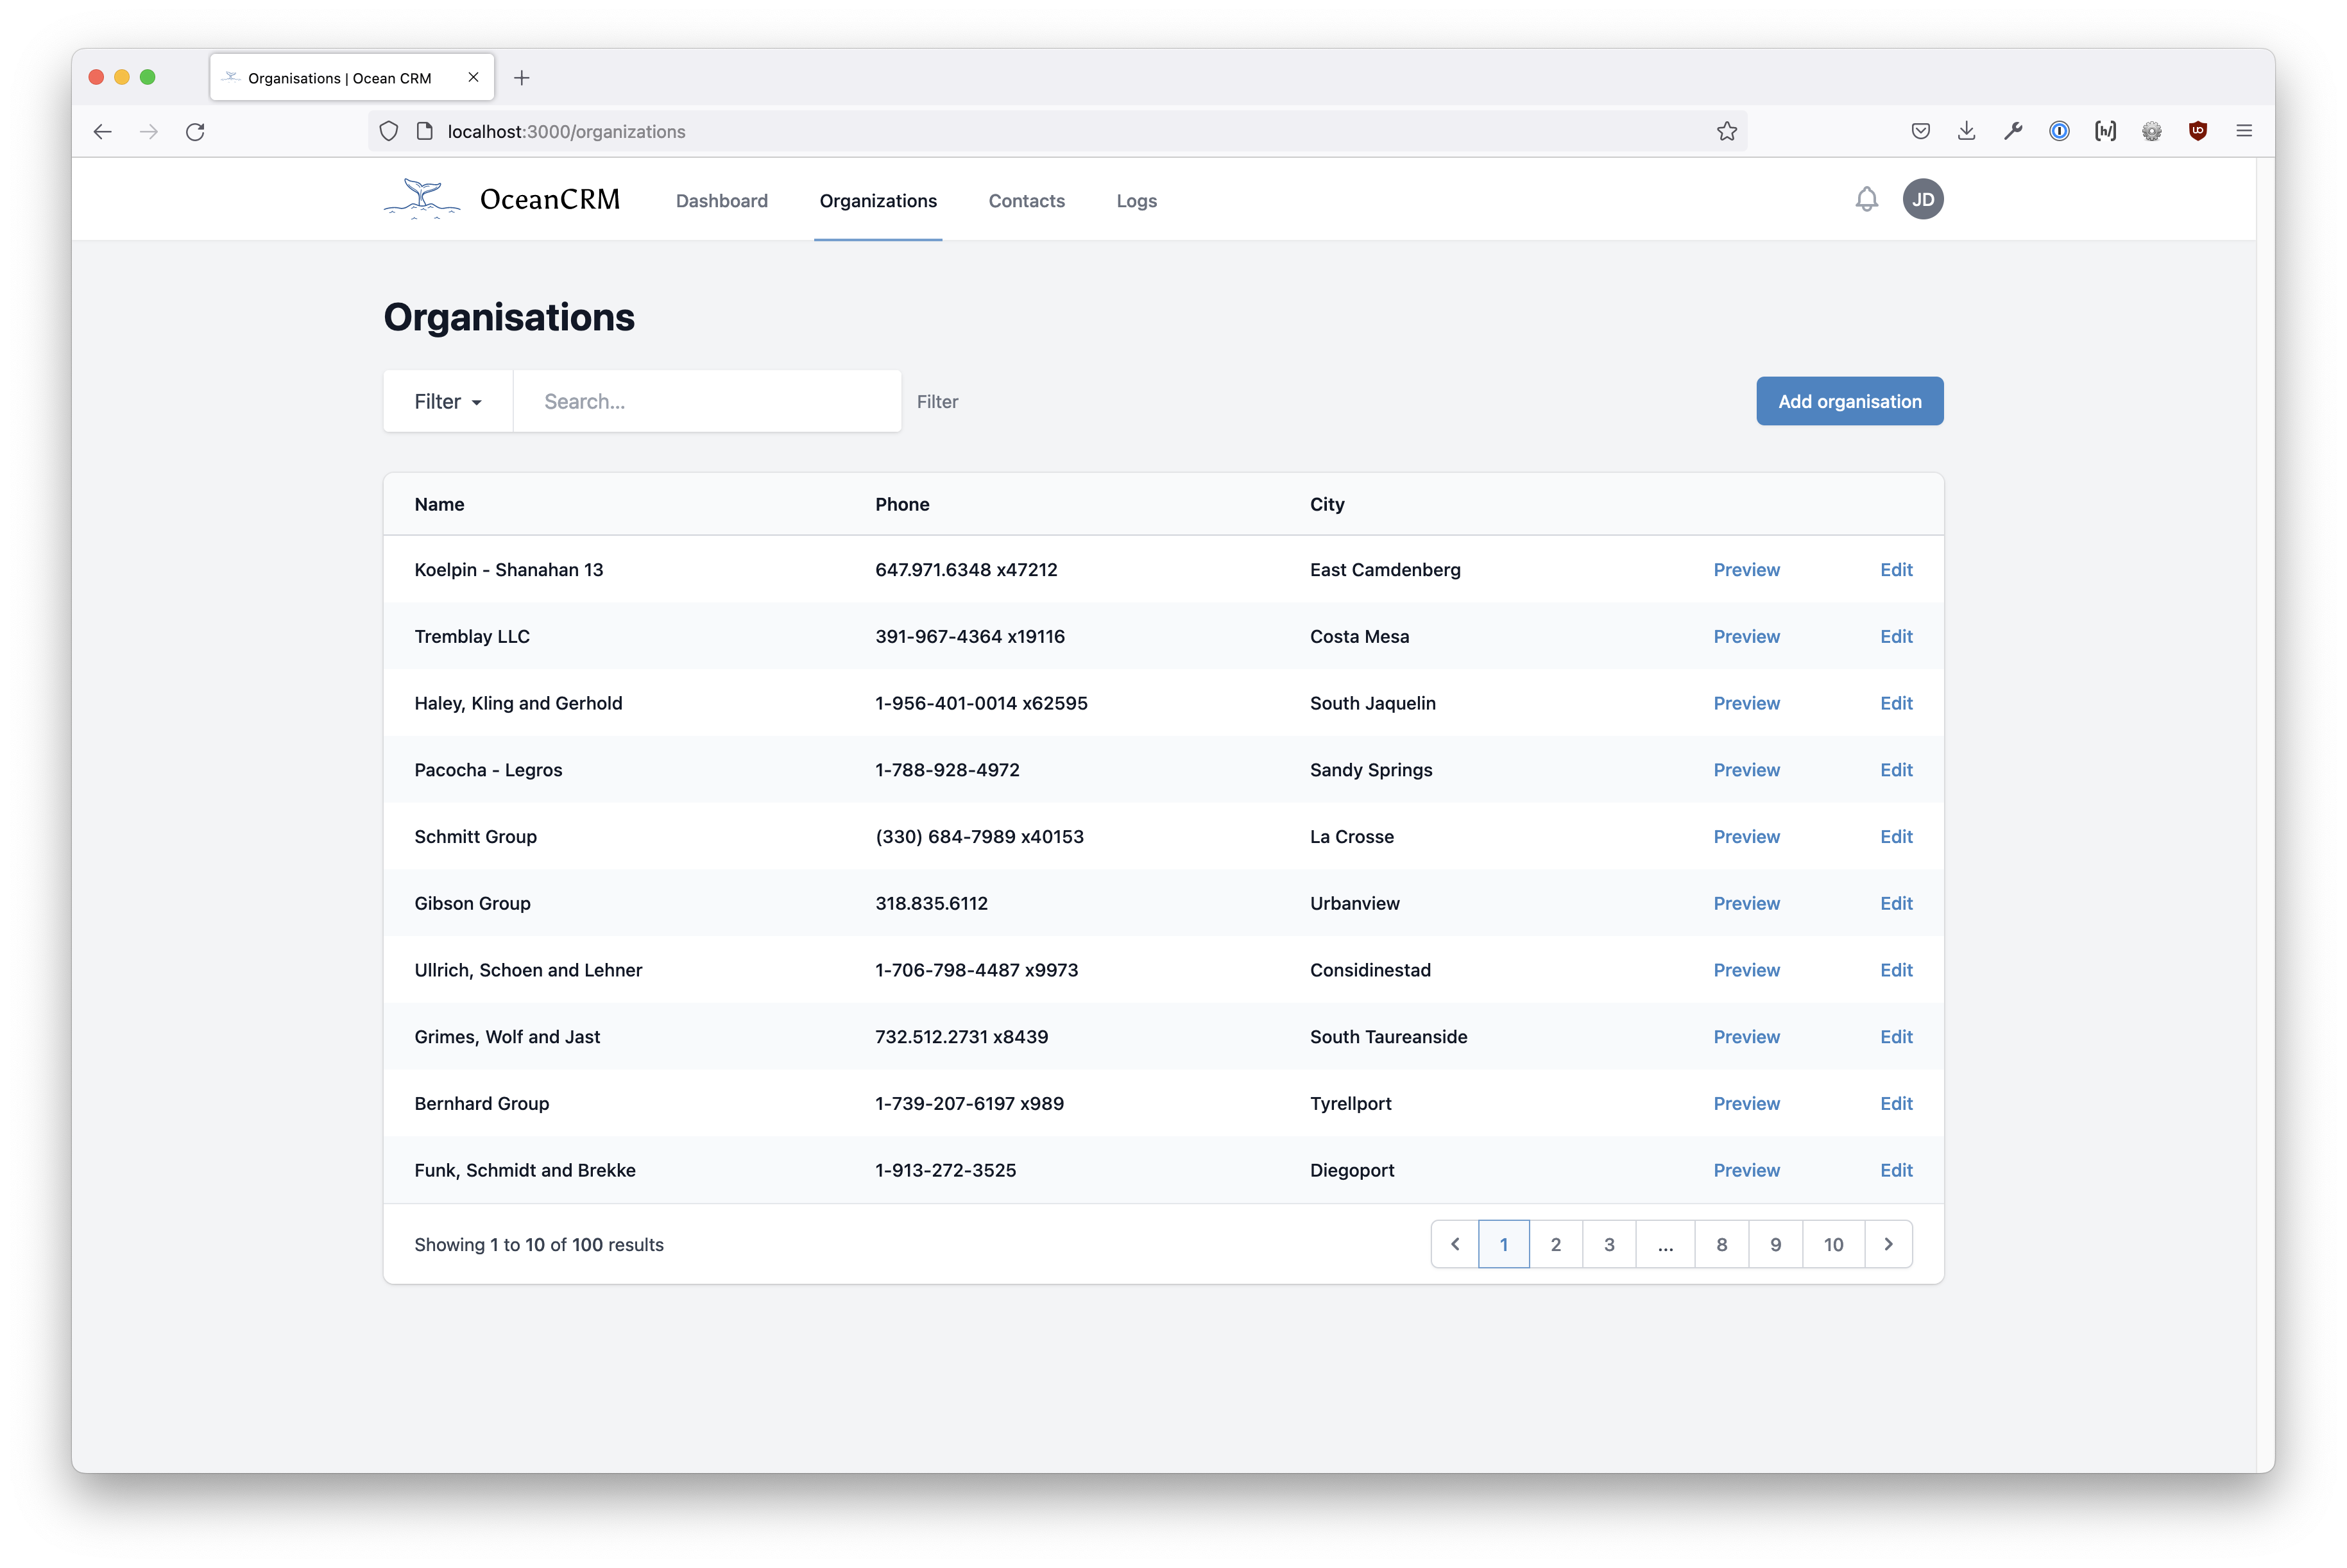 Organisations | Ocean CRM
localhost:3000/organizations
OceanCRM Dashboard Organizations Contacts Logs JD
Organisations
Filter Search... Filter Add organisation
Name Phone City
Koelpin - Shanahan 13 647.971.6348 x47212 East Camdenberg Preview Edit
Tremblay LLC 391-967-4364 x19116 Costa Mesa Preview Edit
Haley, Kling and Gerhold 1-956-401-0014 x62595 South Jaquelin Preview Edit
Pacocha - Legros 1-788-928-4972 Sandy Springs Preview Edit
Schmitt Group (330) 684-7989 x40153 La Crosse Preview Edit
Gibson Group 318.835.6112 Urbanview Preview Edit
Ullrich, Schoen and Lehner 1-706-798-4487 x9973 Considinestad Preview Edit
Grimes, Wolf and Jast 732.512.2731 x8439 South Taureanside Preview Edit
Bernhard Group 1-739-207-6197 x989 Tyrellport Preview Edit
Funk, Schmidt and Brekke 1-913-272-3525 Diegoport Preview Edit
Showing 1 to 10 of 100 results 1 2 3 ... 8 9 10